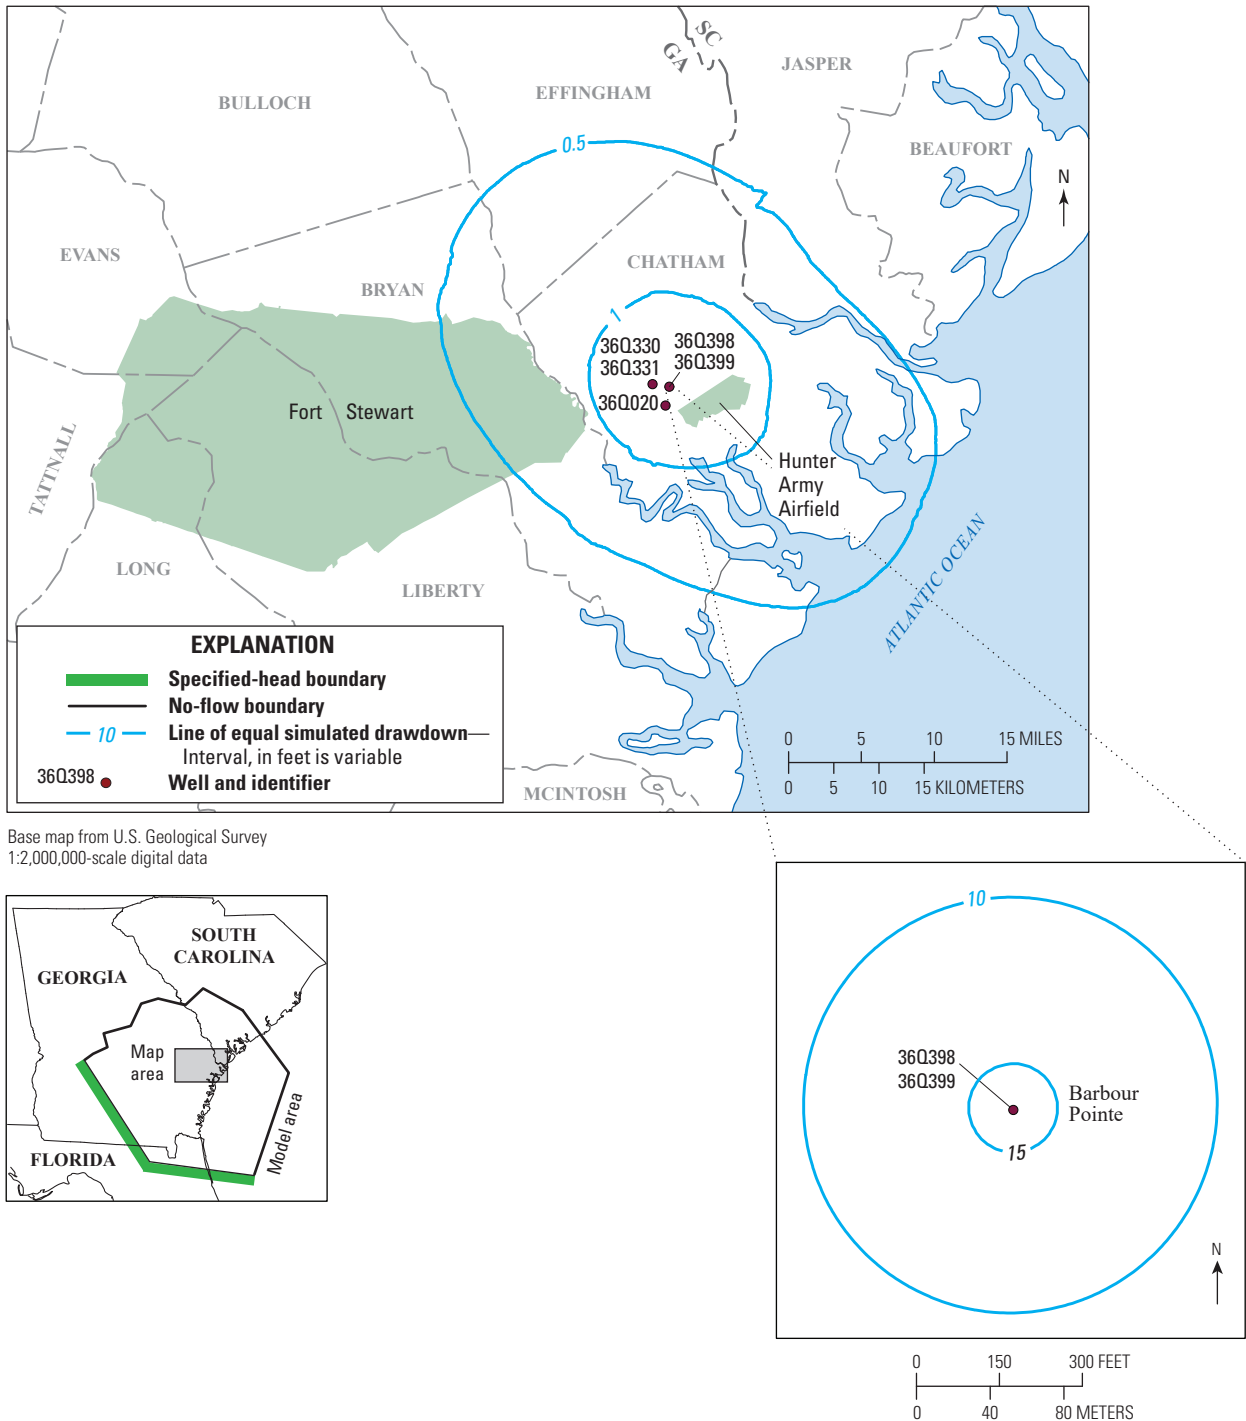 SC
GA
JASPER
BULLOCH
EFFINGHAM
BEAUFORT
0.5
N
EVANS
CHATHAM
BRYAN
1
36Q330
36Q331
36Q398
36Q399
36Q020
Fort Stewart
Hunter
Army
Airfield
TATTNALL
LONG
LIBERTY
ATLANTIC OCEAN
MCINTOSH
EXPLANATION
Specified-head boundary
No-flow boundary
10
Line of equal simulated drawdown—
Interval, in feet is variable
36Q398
Well and identifier
0 5 10 15 MILES
0 5 10 15 KILOMETERS
Base map from U.S. Geological Survey
1:2,000,000-scale digital data
SOUTH
CAROLINA
GEORGIA
Map
area
Model area
FLORIDA
10
36Q398
36Q399
Barbour
Pointe
15
N
0 150 300 FEET
0 40 80 METERS